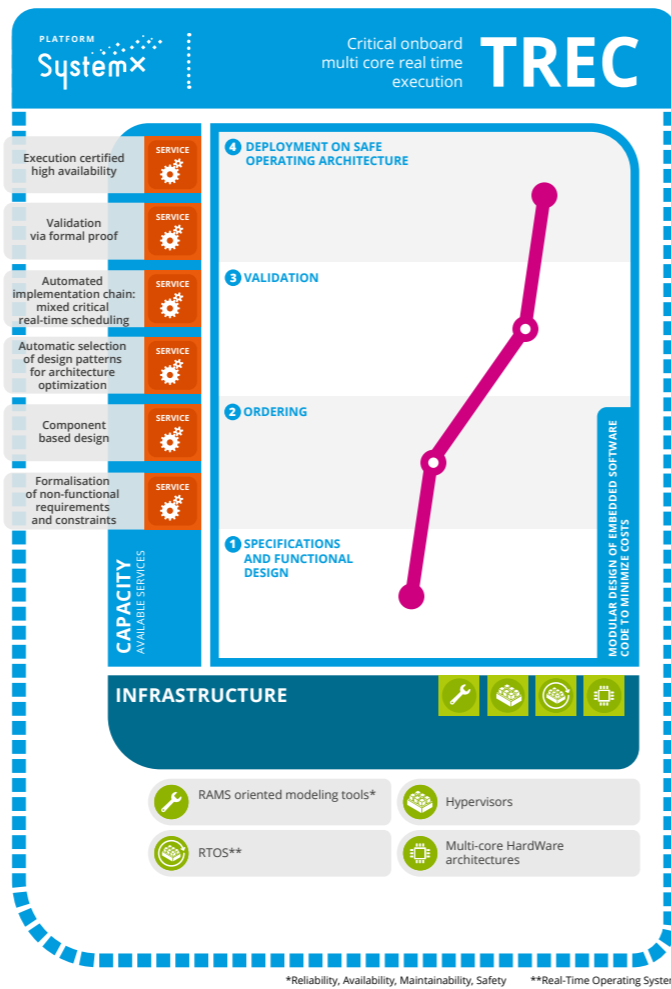 PLATFORM
SystemX
Critical onboard
multi core real time
execution
TREC
Execution certified
high availability
SERVICE
Validation
via formal proof
SERVICE
Automated
implementation chain:
mixed critical
real-time scheduling
SERVICE
Automatic selection
of design patterns
for architecture
optimization
SERVICE
Component
based design
SERVICE
Formalisation
of non-functional
requirements
and constraints
SERVICE
CAPACITY
AVAILABLE SERVICES
4 DEPLOYMENT ON SAFE
OPERATING ARCHITECTURE
3 VALIDATION
2 ORDERING
1 SPECIFICATIONS
AND FUNCTIONAL
DESIGN
MODULAR DESIGN OF EMBEDDED SOFTWARE
CODE TO MINIMIZE COSTS
INFRASTRUCTURE
RAMS oriented modeling tools*
Hypervisors
RTOS**
Multi-core HardWare
architectures
*Reliability, Availability, Maintainability, Safety **Real-Time Operating System